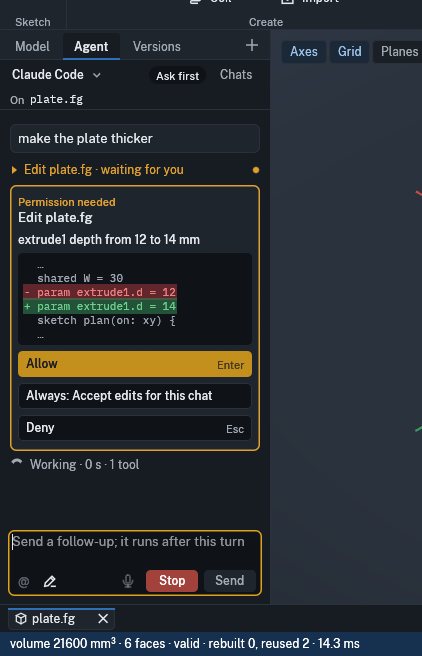 Sketch
Create
Model
Agent
Versions
+
Axes
Grid
Planes
Claude Code
Ask first
Chats
On plate.fg
make the plate thicker
Edit plate.fg · waiting for you
Permission needed
Edit plate.fg
extrude1 depth from 12 to 14 mm
…
shared W = 30
- param extrude1.d = 12
+ param extrude1.d = 14
sketch plan(on: xy) {
…
Allow
Enter
Always: Accept edits for this chat
Deny
Esc
Working · 0 s · 1 tool
Send a follow-up; it runs after this turn
@
Stop
Send
plate.fg
volume 21600 mm³ · 6 faces · valid · rebuilt 0, reused 2 · 14.3 ms